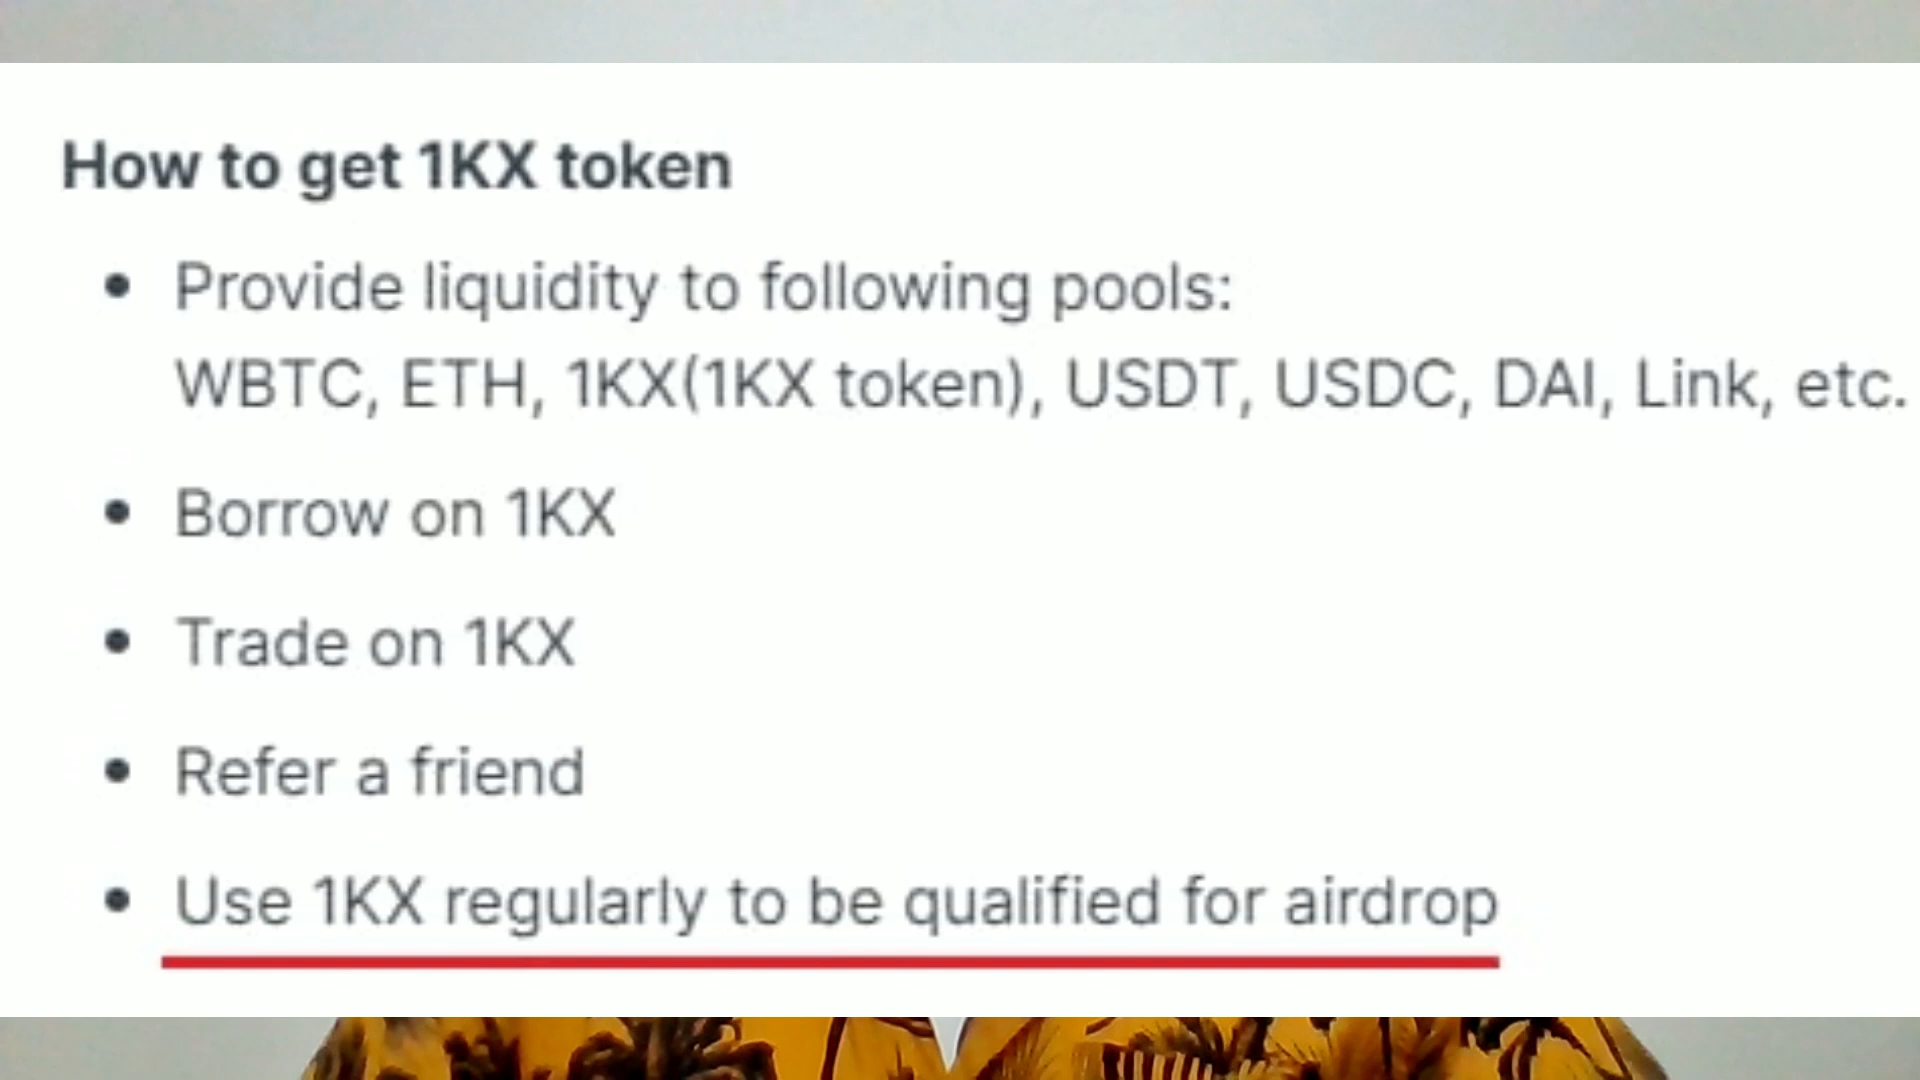 How to get 1KX token
• Provide liquidity to following pools:
WBTC, ETH, 1KX(1KX token), USDT, USDC, DAI, Link, etc.
• Borrow on 1KX
• Trade on 1KX
• Refer a friend
• Use 1KX regularly to be qualified for airdrop